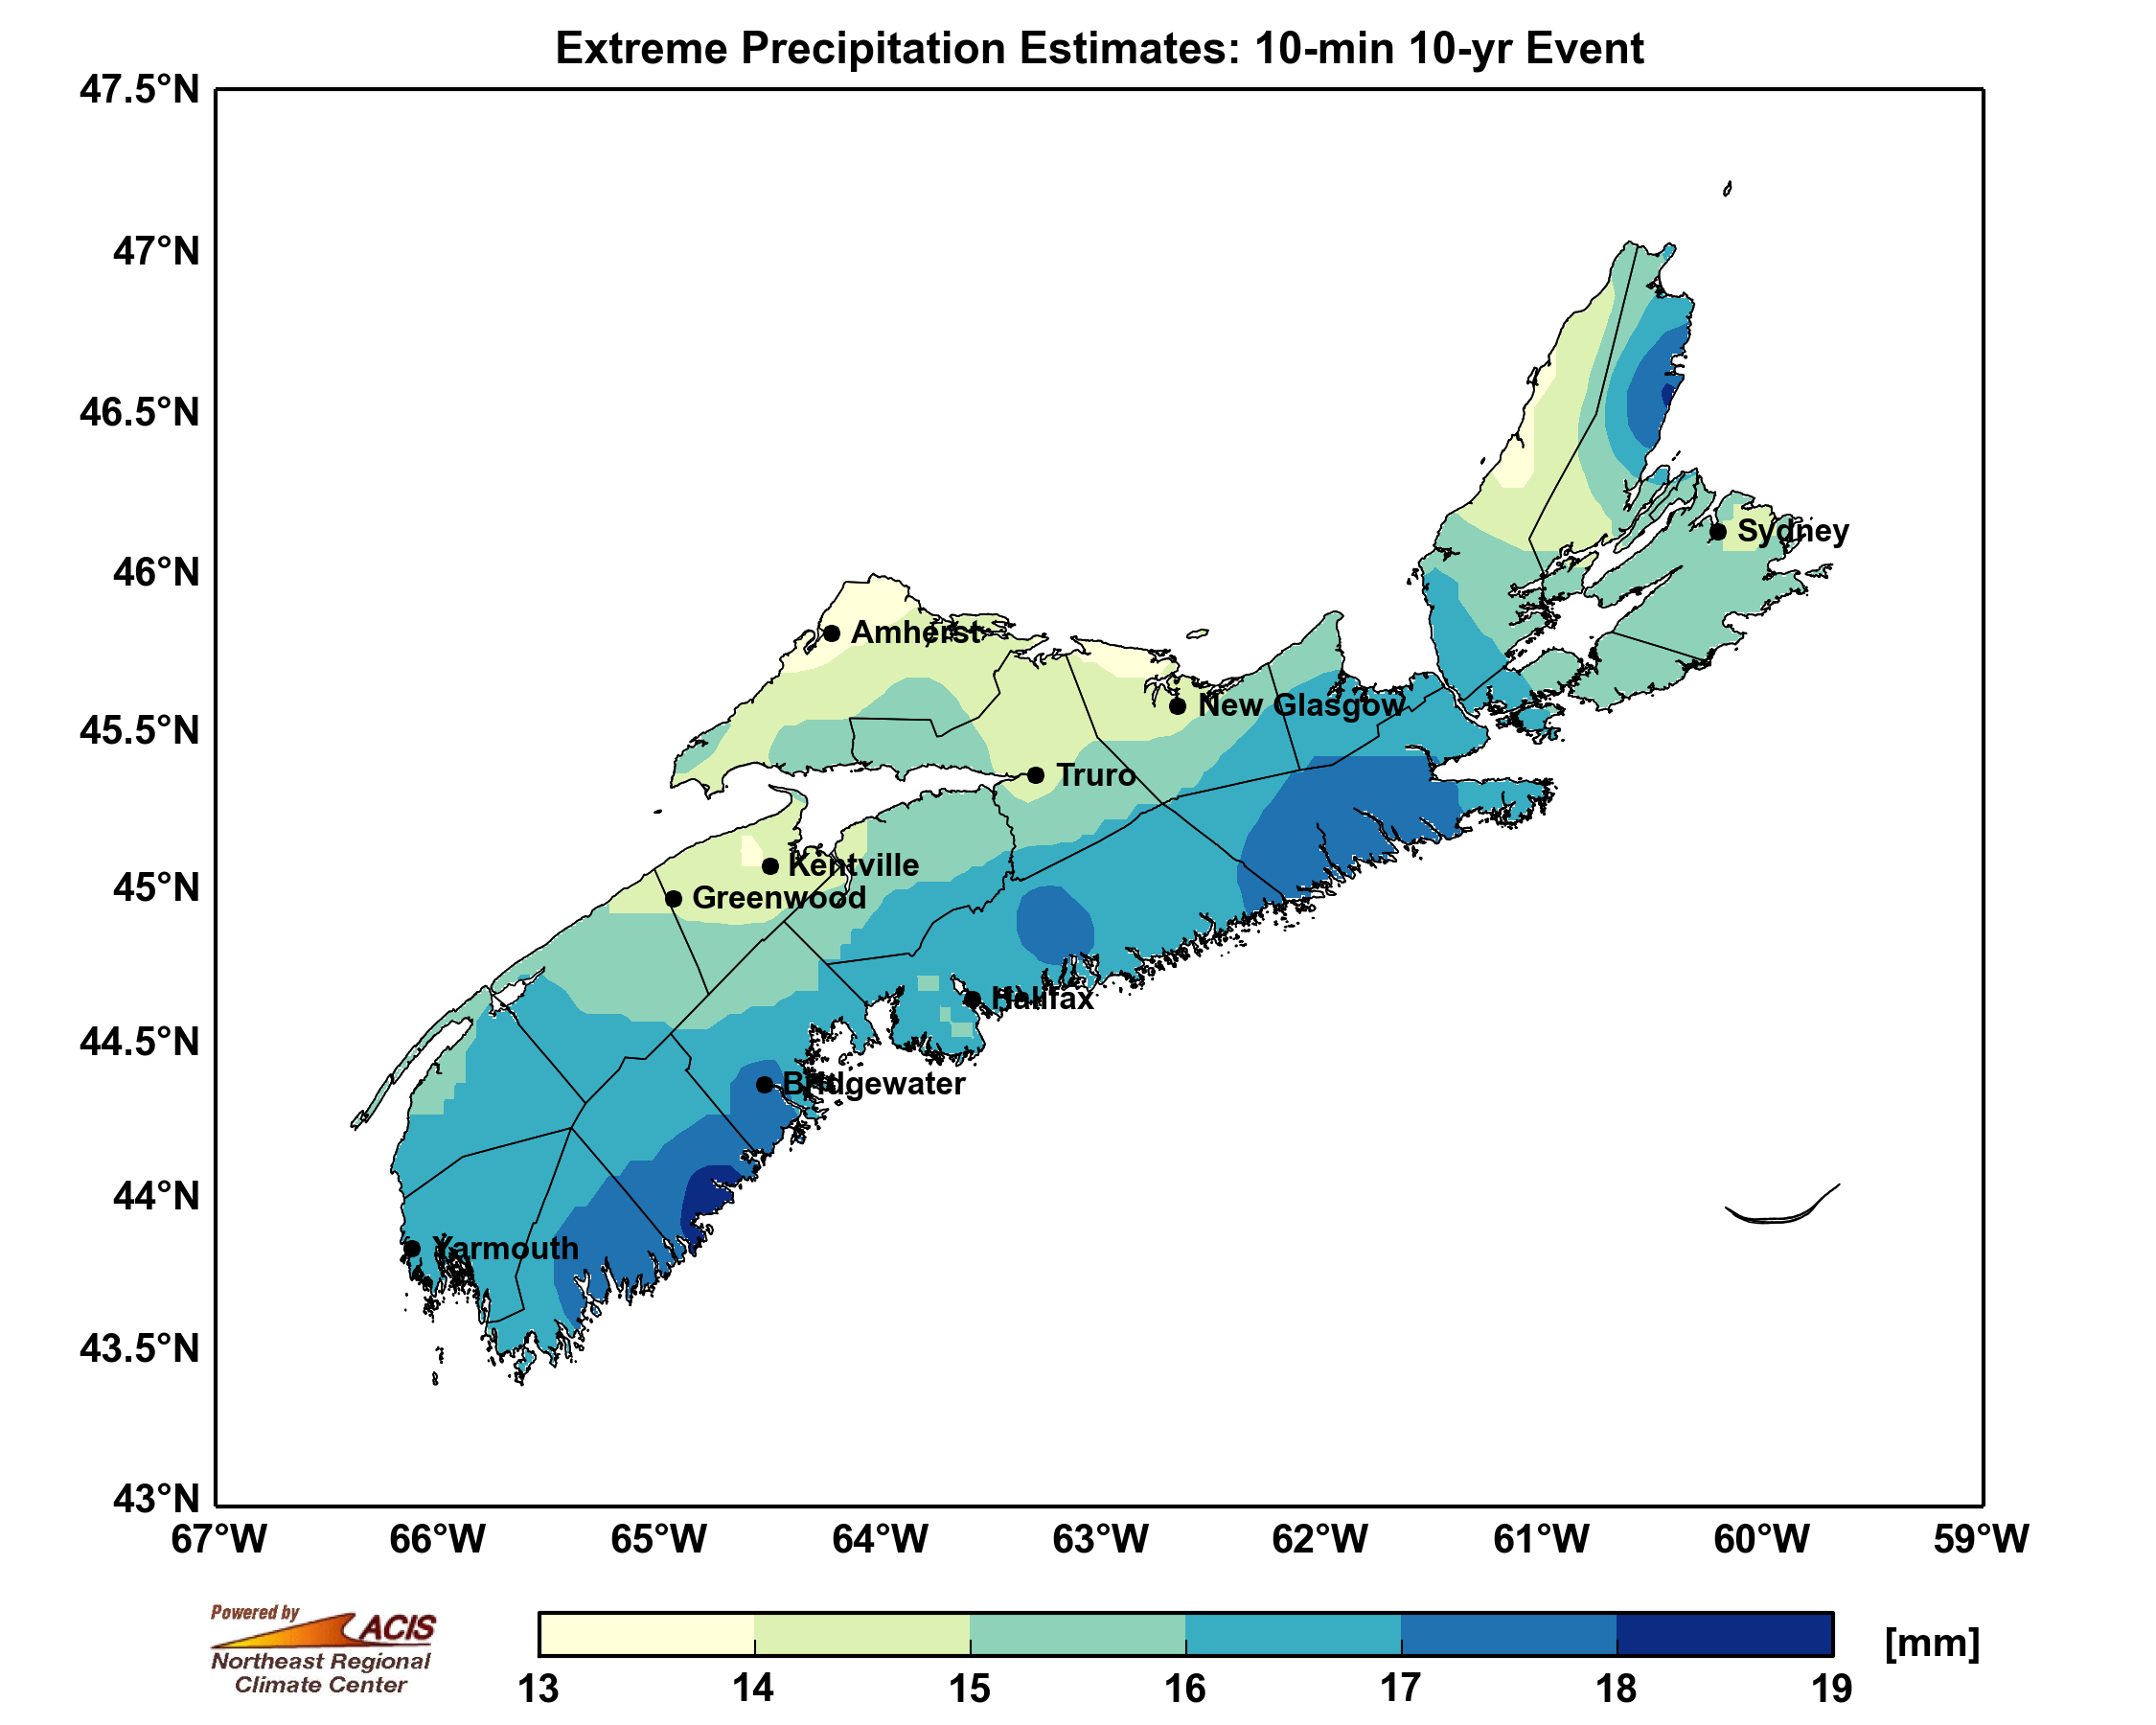 Extreme Precipitation Estimates: 10-min 10-yr Event
47.5°N
47°N
46.5°N
46°N
45.5°N
45°N
44.5°N
44°N
43.5°N
43°N
Sydney
Amherst
New Glasgow
Truro
Kentville
Greenwood
Halifax
Bridgewater
Yarmouth
67°W 66°W 65°W 64°W 63°W 62°W 61°W 60°W 59°W
Powered by
ACIS
Northeast Regional
Climate Center
[mm]
13 14 15 16 17 18 19